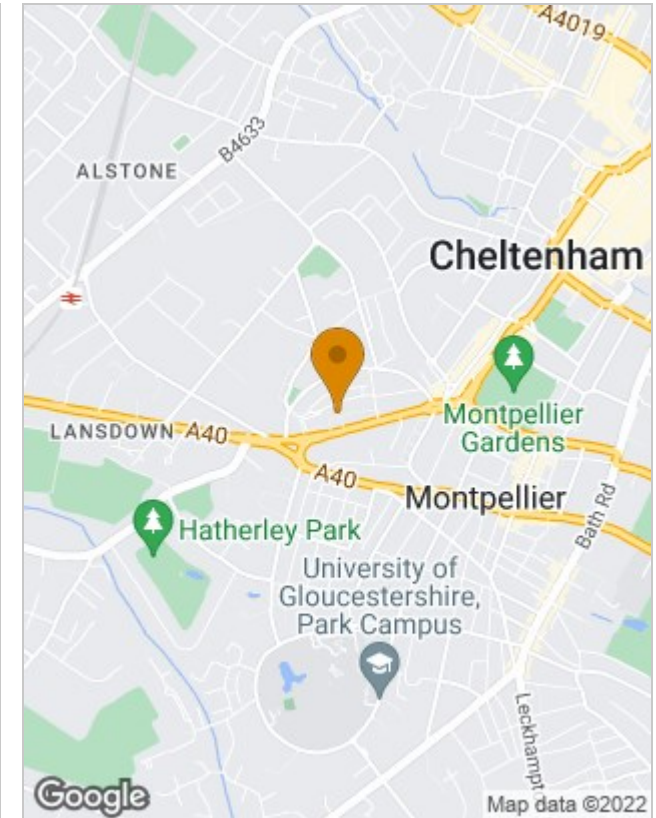 A4019
B4633
ALSTONE
Cheltenham
Montpellier
Gardens
LANSDOWN
A40
A40
Montpellier
Bath Rd
Hatherley Park
University of
Gloucestershire,
Park Campus
Leckhampto
Google
Map data ©2022